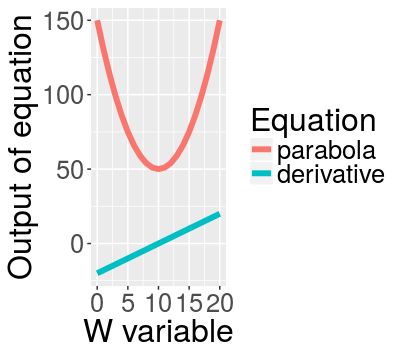 Output of equation
150
100
50
0
0 5 10 15 20
W variable
Equation
parabola
derivative